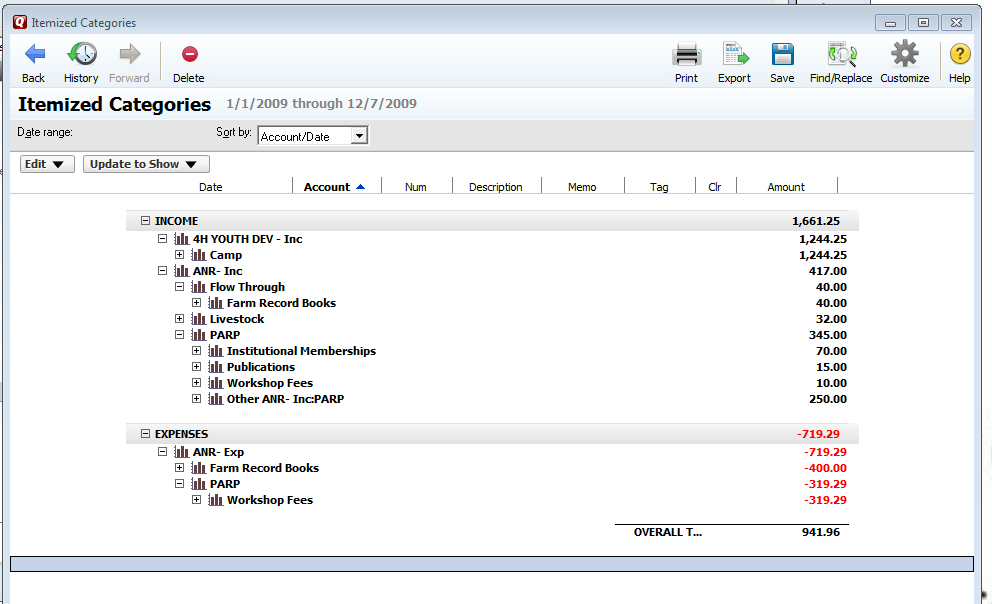 Itemized Categories
Back History Forward Delete Print Export Save Find/Replace Customize Help
Itemized Categories 1/1/2009 through 12/7/2009
Date range: Sort by: Account/Date
Edit Update to Show
Date Account Num Description Memo Tag Clr Amount
INCOME 1,661.25
4H YOUTH DEV - Inc 1,244.25
Camp 1,244.25
ANR- Inc 417.00
Flow Through 40.00
Farm Record Books 40.00
Livestock 32.00
PARP 345.00
Institutional Memberships 70.00
Publications 15.00
Workshop Fees 10.00
Other ANR- Inc:PARP 250.00
EXPENSES -719.29
ANR- Exp -719.29
Farm Record Books -400.00
PARP -319.29
Workshop Fees -319.29
OVERALL T... 941.96